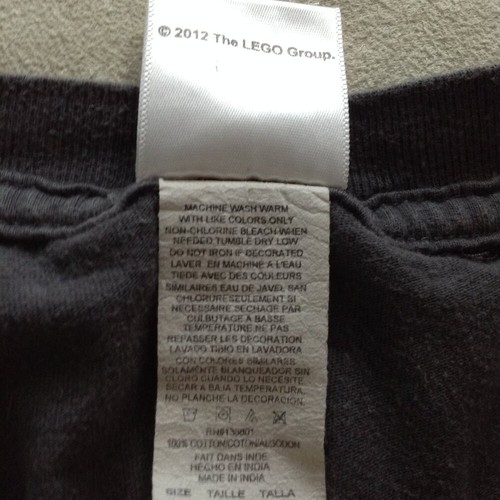 © 2012 The LEGO Group.
MACHINE WASH WARM
WITH LIKE COLORS ONLY
NON-CHLORINE BLEACH WHEN
NEEDED TUMBLE DRY LOW
DO NOT IRON IF DECORATED
LAVER EN MACHINE A L'EAU
TIEDE AVEC DES COULEURS
SIMILAIRES EAU DE JAVEL SAN
CHLORURESEULEMENT SI
NECESSAIRE SECHAGE PAR
CULBUTAGE A BASSE
TEMPERATURE NE PAS
REPASSER LES DECORATION
LAVADO TIBIO EN LAVADORA
CON COLORES SIMILARES
SOLAMENTE BLANQUEADOR SIN
CLORO CUANDO LO NECESITE
SECAR A BAJA TEMPERATURA.
NO PLANCHE LA DECORACION.
100% COTTON/COTON/ALGODON
FAIT DANS INDE
HECHO EN INDIA
MADE IN INDIA
SIZE TAILLE TALLA